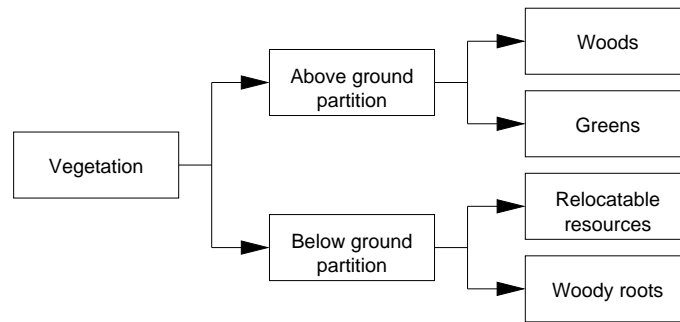 Woods
Above ground
partition
Greens
Vegetation
Relocatable
resources
Below ground
partition
Woody roots